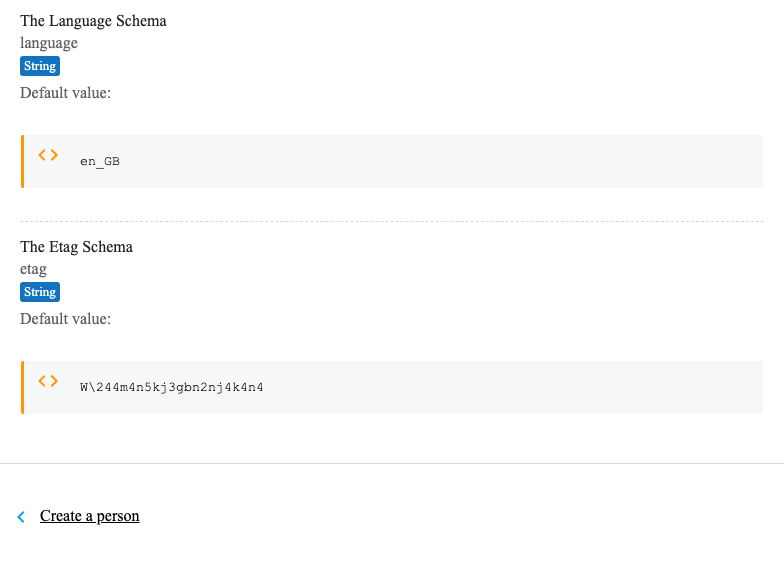 The Language Schema
language
String
Default value:
en_GB
The Etag Schema
etag
String
Default value:
W\244m4n5kj3gbn2nj4k4n4
Create a person